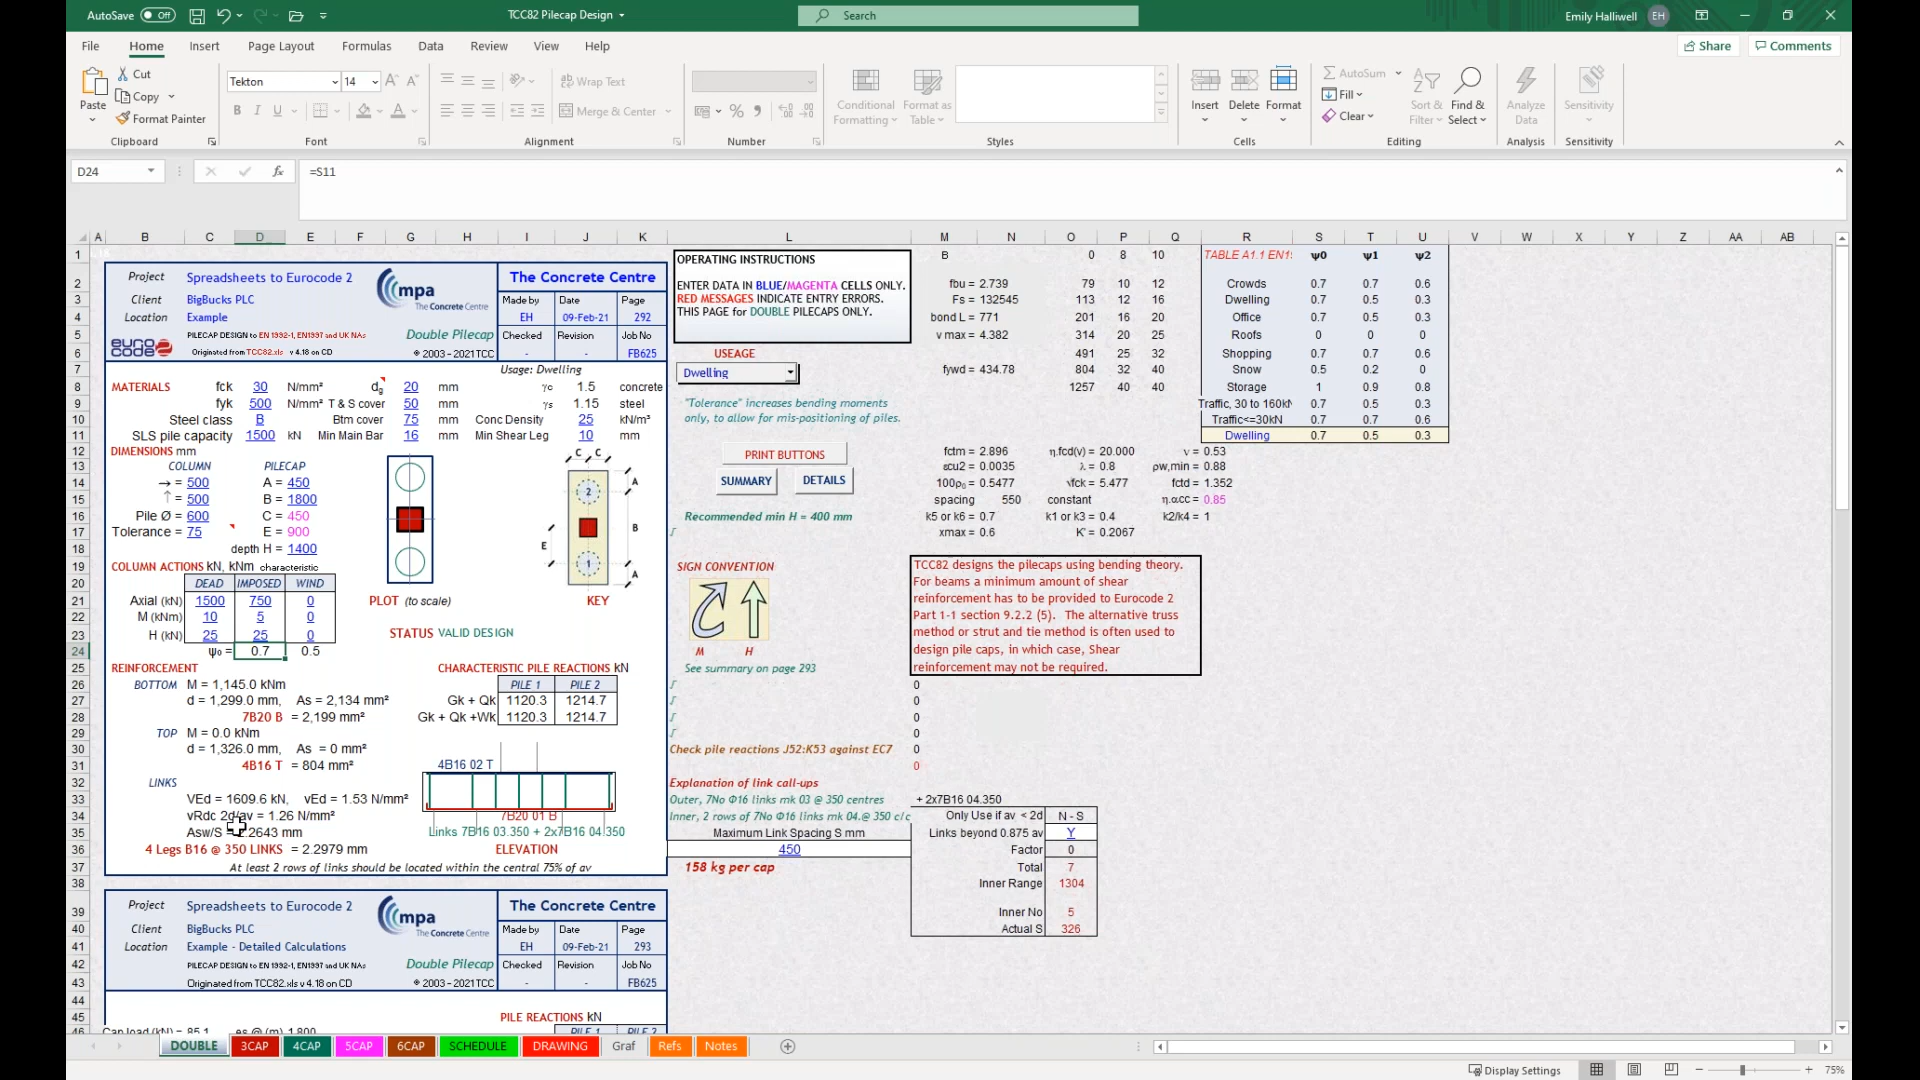 AutoSave Off TCC82 Pilecap Design Search Emily Halliwell EH
File Home Insert Page Layout Formulas Data Review View Help Share Comments
Paste Cut Copy Format Painter Clipboard
Tekton 14 Font
Wrap Text Merge & Center Alignment
Number
Conditional Formatting Format as Table Styles
Insert Delete Format Cells
AutoSum Fill Clear Sort & Filter Find & Select Editing
Analyze Data Analysis
Sensitivity Sensitivity
D24 fx =S11
A B C D E F G H I J K L M N O P Q R S T U V W X Y Z AA AB
Project Spreadsheets to Eurocode 2 mpa The Concrete Centre The Concrete Centre
Client BigBucks PLC Made by Date Page
Location Example EH 09-Feb-21 292
PILECAP DESIGN to EN 1992-1, EN1997 and UK NAs Double Pilecap Checked Revision Job No
EURO CODE Originated from TCC82.xls v 4.18 on CD © 2003 - 2021 TCC - - FB625
Usage: Dwelling
MATERIALS fck 30 N/mm² dg 20 mm γc 1.5 concrete
fyk 500 N/mm² T & S cover 50 mm γs 1.15 steel
Steel class B Btm cover 75 mm Conc Density 25 kN/m³
SLS pile capacity 1500 kN Min Main Bar 16 mm Min Shear Leg 10 mm
DIMENSIONS mm
COLUMN PILECAP
→ = 500 A = 450
↑ = 500 B = 1800
Pile Ø = 600 C = 450
Tolerance = 75 E = 900
depth H = 1400
C C A 2 B E 1 A
COLUMN ACTIONS kN, kNm characteristic
DEAD IMPOSED WIND
Axial (kN) 1500 750 0 PLOT (to scale) KEY
M (kNm) 10 5 0
H (kN) 25 25 0 STATUS VALID DESIGN
ψ0 = 0.7 0.5
REINFORCEMENT CHARACTERISTIC PILE REACTIONS kN
BOTTOM M = 1,145.0 kNm PILE 1 PILE 2
d = 1,299.0 mm, As = 2,134 mm² Gk + Qk 1120.3 1214.7
7B20 B = 2,199 mm² Gk + Qk +Wk 1120.3 1214.7
TOP M = 0.0 kNm
d = 1,326.0 mm, As = 0 mm²
4B16 T = 804 mm² 4B16 02 T
LINKS
VEd = 1609.6 kN, vEd = 1.53 N/mm²
vRdc 2d/av = 1.26 N/mm² 7B20 01 B
Asw/S = 2.2643 mm Links 7B16 03.350 + 2x7B16 04.350
4 Legs B16 @ 350 LINKS = 2.2979 mm ELEVATION
At least 2 rows of links should be located within the central 75% of av
OPERATING INSTRUCTIONS
ENTER DATA IN BLUE/MAGENTA CELLS ONLY.
RED MESSAGES INDICATE ENTRY ERRORS.
THIS PAGE for DOUBLE PILECAPS ONLY.
USEAGE
Dwelling
"Tolerance" increases bending moments
only, to allow for mis-positioning of piles.
PRINT BUTTONS
SUMMARY DETAILS
Recommended min H = 400 mm
SIGN CONVENTION
M H
See summary on page 293
Check pile reactions J52:K53 against EC7
Explanation of link call-ups
Outer, 7No Φ16 links mk 03 @ 350 centres
Inner, 2 rows of 7No Φ16 links mk 04.@ 350 c/c
Maximum Link Spacing S mm
450
158 kg per cap
B 0 8 10
fbu = 2.739 79 10 12
Fs = 132545 113 12 16
bond L = 771 201 16 20
v max = 4.382 314 20 25
491 25 32
fywd = 434.78 804 32 40
1257 40 40
TABLE A1.1 EN19 ψ0 ψ1 ψ2
Crowds 0.7 0.7 0.6
Dwelling 0.7 0.5 0.3
Office 0.7 0.5 0.3
Roofs 0 0 0
Shopping 0.7 0.7 0.6
Snow 0.5 0.2 0
Storage 1 0.9 0.8
Traffic, 30 to 160kN 0.7 0.5 0.3
Traffic<=30kN 0.7 0.7 0.6
Dwelling 0.7 0.5 0.3
fctm = 2.896 η.fcd(v) = 20.000 v = 0.53
εcu2 = 0.0035 λ = 0.8 ρw,min = 0.88
100ρ₀ = 0.5477 √fck = 5.477 fctd = 1.352
spacing 550 constant η.αcc = 0.85
k5 or k6 = 0.7 k1 or k3 = 0.4 k2/k4 = 1
xmax = 0.6 K' = 0.2067
TCC82 designs the pilecaps using bending theory.
For beams a minimum amount of shear
reinforcement has to be provided to Eurocode 2
Part 1-1 section 9.2.2 (5). The alternative truss
method or strut and tie method is often used to
design pile caps, in which case, Shear
reinforcement may not be required.
0
0
0
0
0
0
+ 2x7B16 04.350
Only Use if av < 2d N - S
Links beyond 0.875 av Y
Factor 0
Total 7
Inner Range 1304
Inner No 5
Actual S 326
Project Spreadsheets to Eurocode 2 mpa The Concrete Centre The Concrete Centre
Client BigBucks PLC Made by Date Page
Location Example - Detailed Calculations EH 09-Feb-21 293
PILECAP DESIGN to EN 1992-1, EN1997 and UK NAs Double Pilecap Checked Revision Job No
Originated from TCC82.xls v 4.18 on CD © 2003 - 2021 TCC - - FB625
PILE REACTIONS kN
Cap load (kN) = 85.1 es @ (m) 1.800 PILE 1 PILE 2
DOUBLE 3CAP 4CAP 5CAP 6CAP SCHEDULE DRAWING Graf Refs Notes
Display Settings 75%